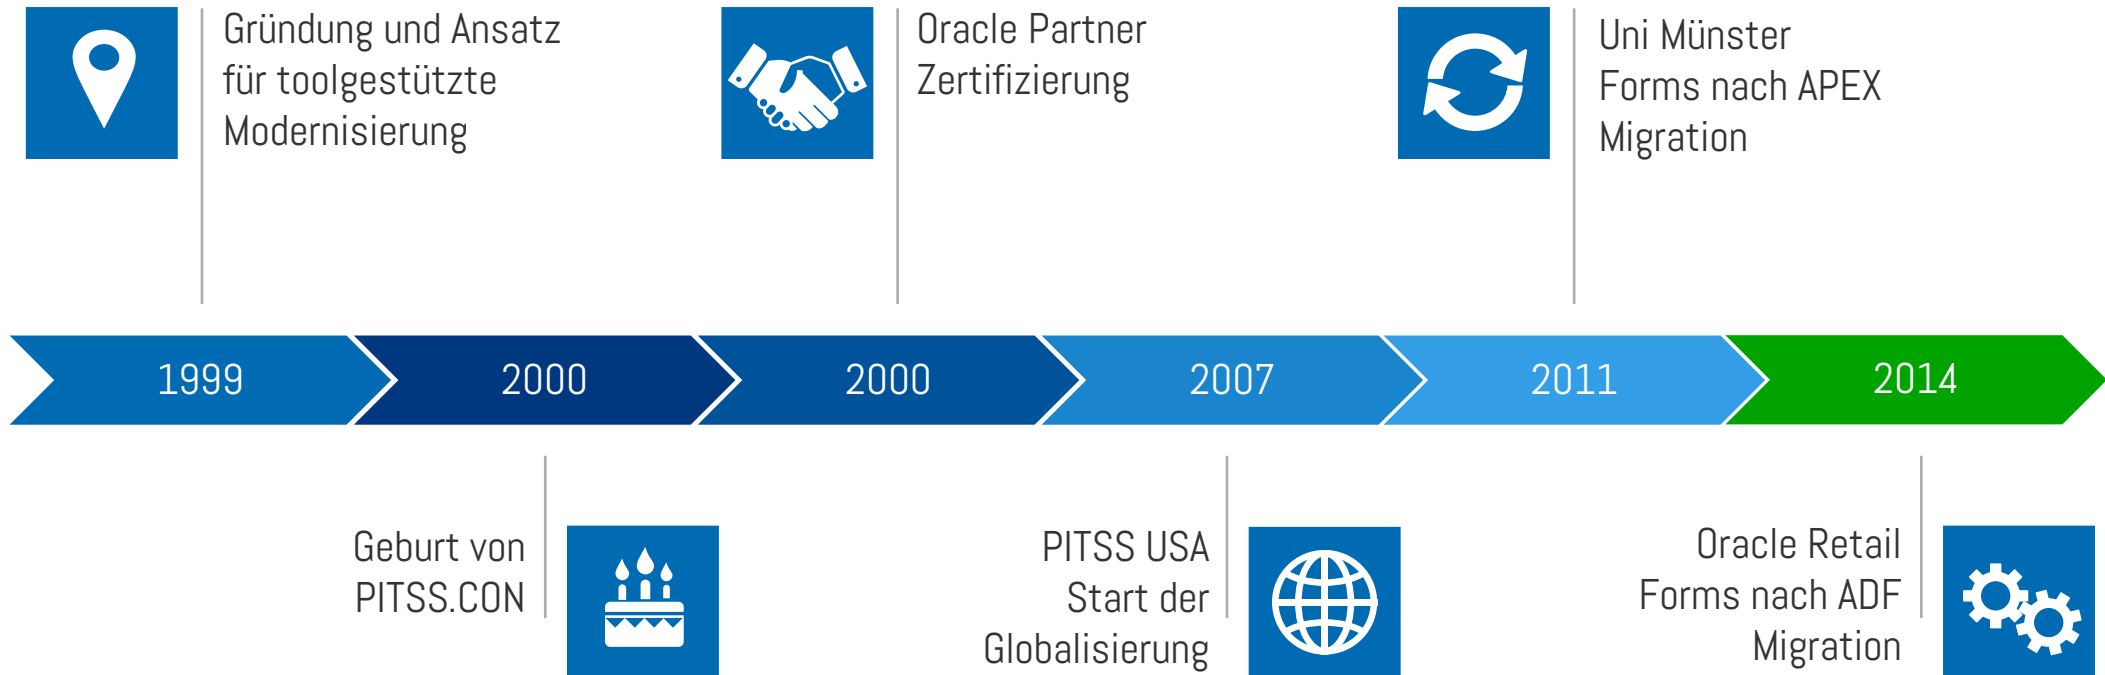 Gründung und Ansatz
für toolgestützte
Modernisierung
Oracle Partner
Zertifizierung
Uni Münster
Forms nach APEX
Migration
1999
2000
2000
2007
2011
2014
Geburt von
PITSS.CON
PITSS USA
Start der
Globalisierung
Oracle Retail
Forms nach ADF
Migration